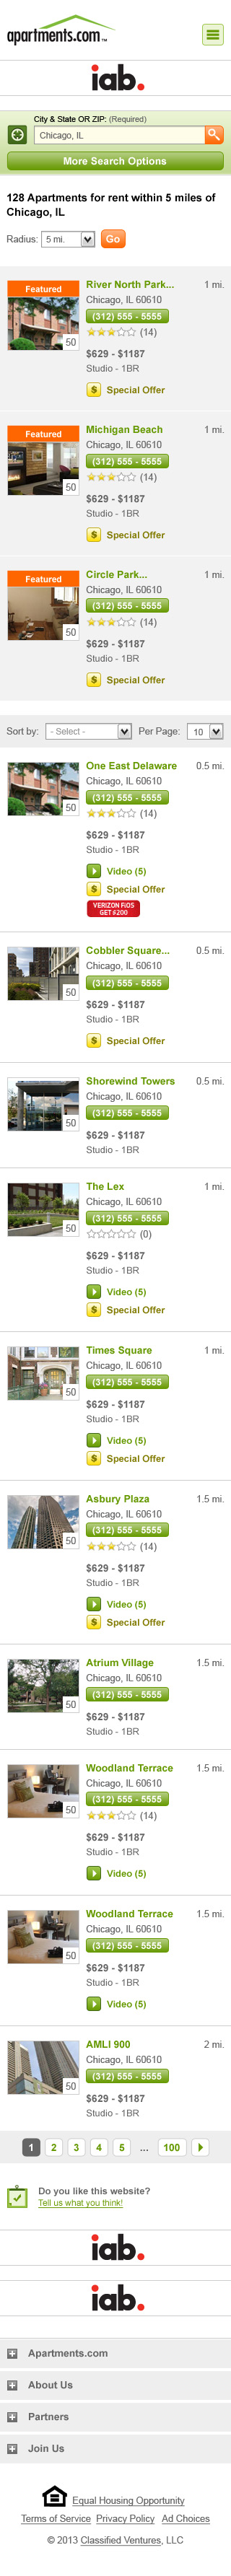 apartments.com™
iab.
City & State OR ZIP: (Required)
Chicago, IL
More Search Options
128 Apartments for rent within 5 miles of
Chicago, IL
Radius: 5 mi. Go
Featured
River North Park... 1 mi.
Chicago, IL 60610
(312) 555 - 5555
(14)
50
$629 - $1187
Studio - 1BR
$ Special Offer
Featured
Michigan Beach 1 mi.
Chicago, IL 60610
(312) 555 - 5555
(14)
50
$629 - $1187
Studio - 1BR
$ Special Offer
Featured
Circle Park... 1 mi.
Chicago, IL 60610
(312) 555 - 5555
(14)
50
$629 - $1187
Studio - 1BR
$ Special Offer
Sort by: - Select - Per Page: 10
One East Delaware 0.5 mi.
Chicago, IL 60610
(312) 555 - 5555
50
(14)
$629 - $1187
Studio - 1BR
Video (5)
$ Special Offer
VERIZON FiOS
GET $200
Cobbler Square... 0.5 mi.
Chicago, IL 60610
(312) 555 - 5555
50
$629 - $1187
Studio - 1BR
$ Special Offer
Shorewind Towers 0.5 mi.
Chicago, IL 60610
(312) 555 - 5555
50
$629 - $1187
Studio - 1BR
The Lex 1 mi.
Chicago, IL 60610
(312) 555 - 5555
50
(0)
$629 - $1187
Studio - 1BR
Video (5)
$ Special Offer
Times Square 1 mi.
Chicago, IL 60610
(312) 555 - 5555
50
$629 - $1187
Studio - 1BR
Video (5)
$ Special Offer
Asbury Plaza 1.5 mi.
Chicago, IL 60610
(312) 555 - 5555
50
(14)
$629 - $1187
Studio - 1BR
Video (5)
$ Special Offer
Atrium Village 1.5 mi.
Chicago, IL 60610
(312) 555 - 5555
50
$629 - $1187
Studio - 1BR
Woodland Terrace 1.5 mi.
Chicago, IL 60610
(312) 555 - 5555
50
(14)
$629 - $1187
Studio - 1BR
Video (5)
Woodland Terrace 1.5 mi.
Chicago, IL 60610
(312) 555 - 5555
50
$629 - $1187
Studio - 1BR
Video (5)
AMLI 900 2 mi.
Chicago, IL 60610
(312) 555 - 5555
50
$629 - $1187
Studio - 1BR
1 2 3 4 5 ... 100
Do you like this website?
Tell us what you think!
iab.
iab.
Apartments.com
About Us
Partners
Join Us
Equal Housing Opportunity
Terms of Service Privacy Policy Ad Choices
© 2013 Classified Ventures, LLC